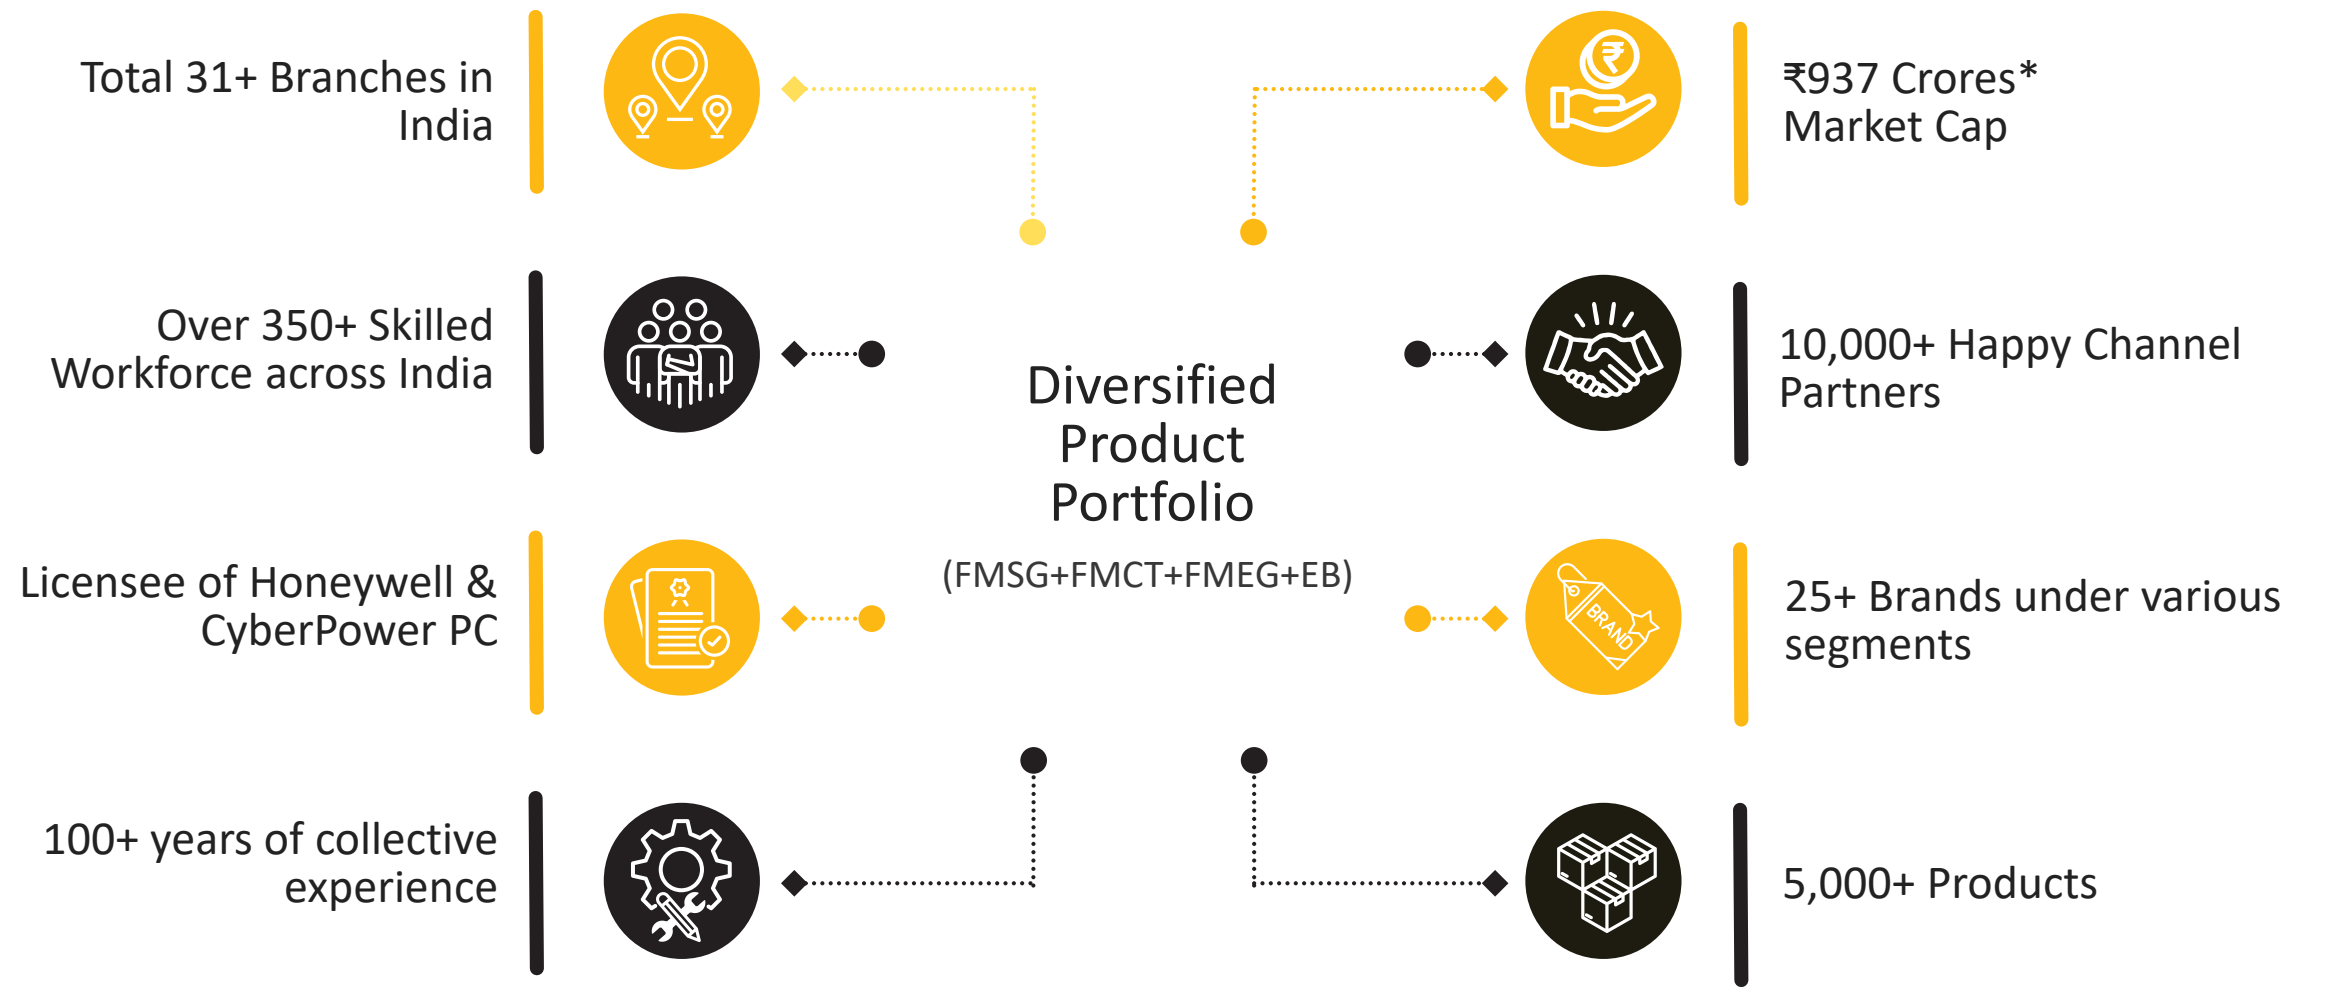 Total 31+ Branches in
India
Over 350+ Skilled
Workforce across India
Licensee of Honeywell &
CyberPower PC
100+ years of collective
experience
Diversified
Product
Portfolio
(FMSG+FMCT+FMEG+EB)
₹
₹937 Crores*
Market Cap
10,000+ Happy Channel
Partners
BRAND
25+ Brands under various
segments
5,000+ Products